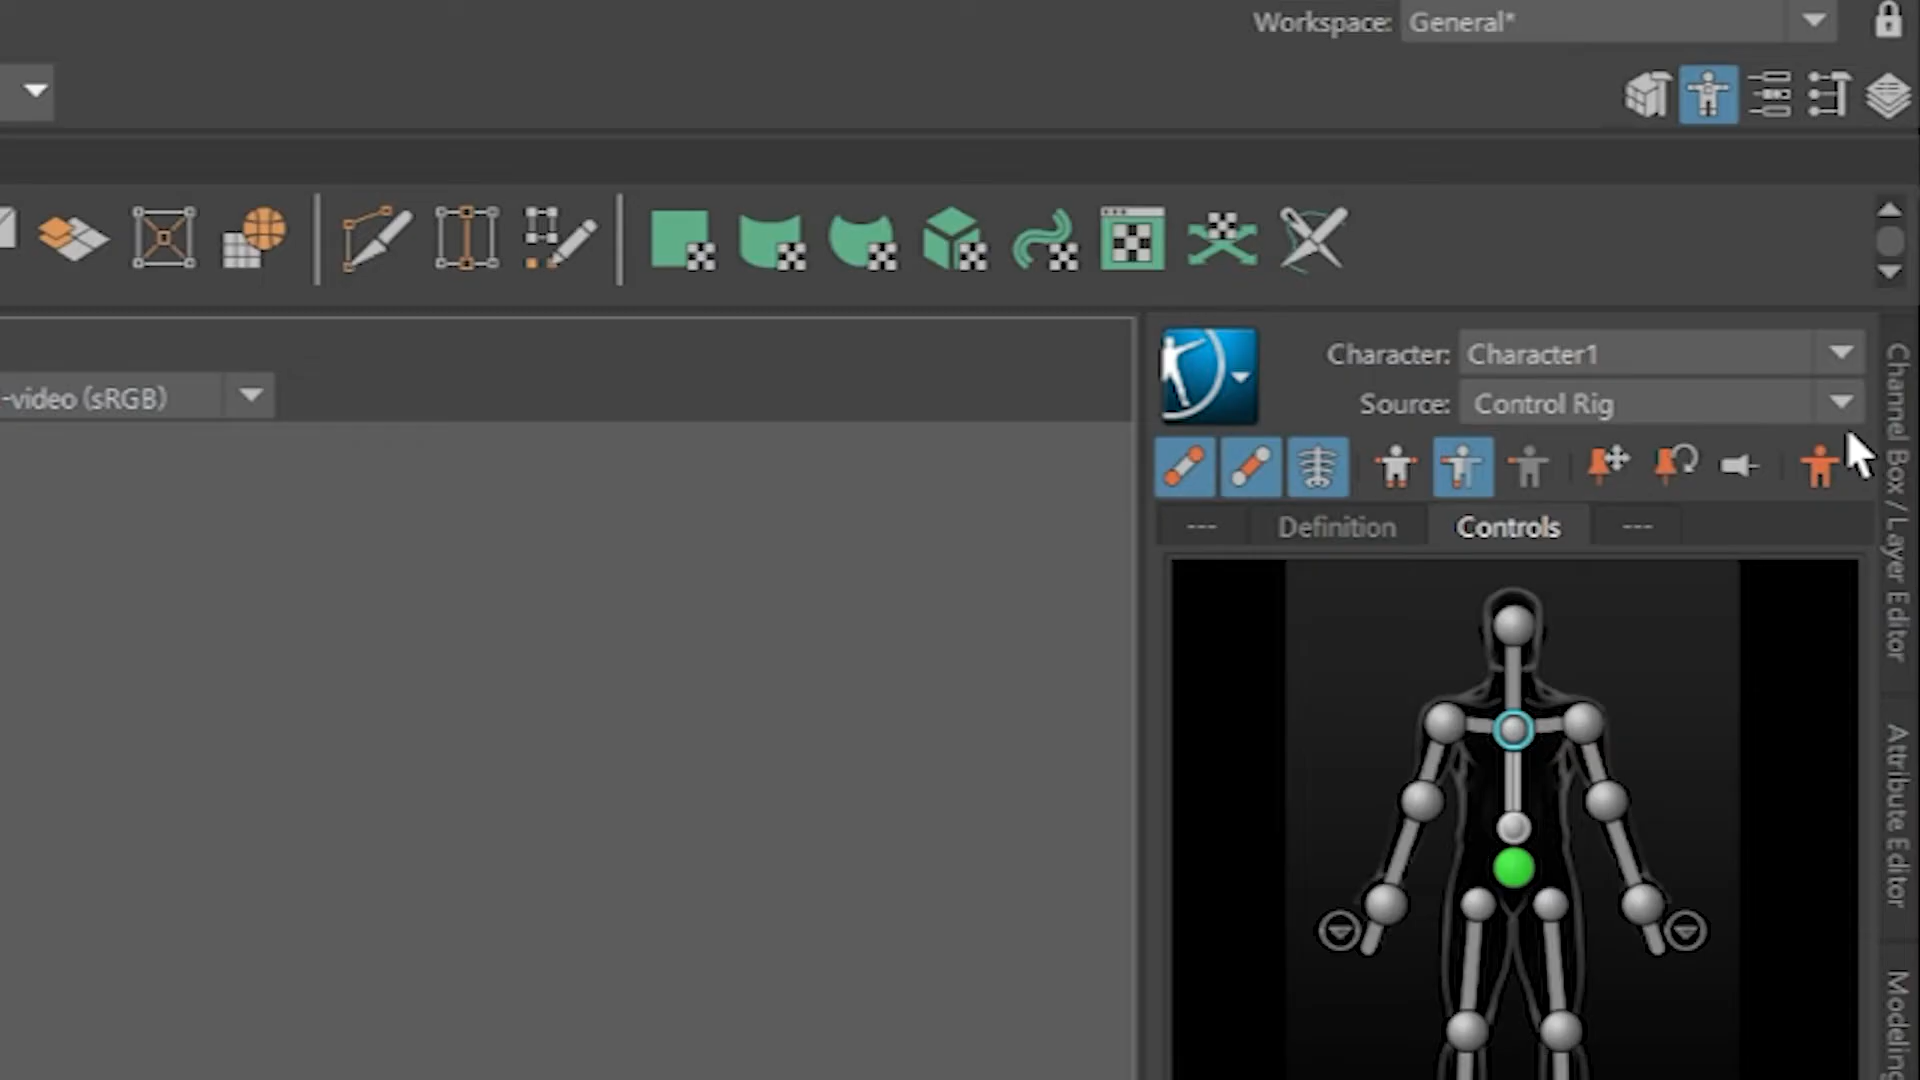 Workspace: General*
Character: Character1
-video (sRGB)
Source: Control Rig
--- Definition Controls ---
Channel Box / Layer Editor
Attribute Editor
Modeling